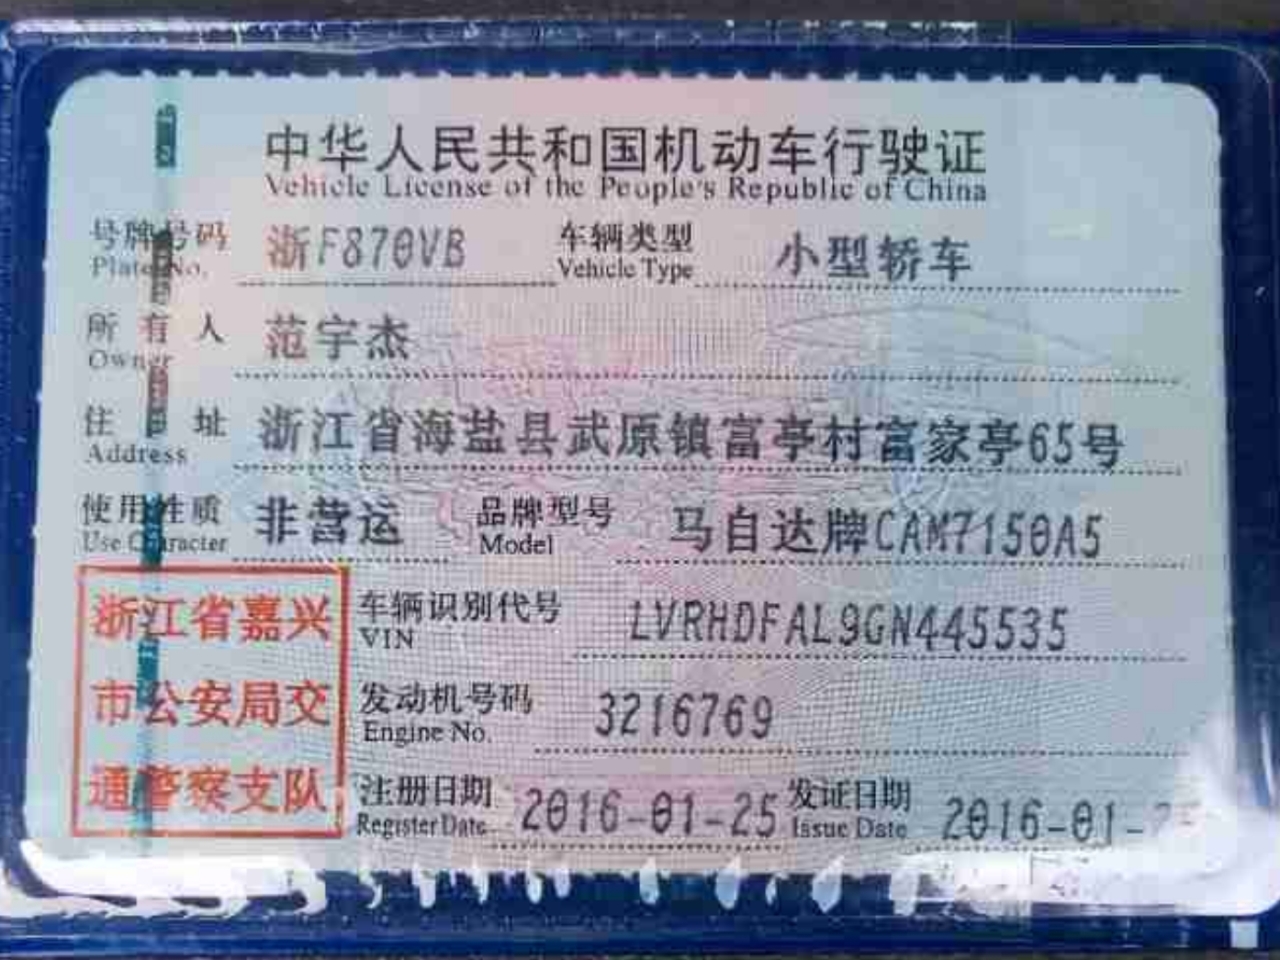 中华人民共和国机动车行驶证
Vehicle License of the People's Republic of China
号牌号码 浙F870VB 车辆类型 小型轿车
Plate No. Vehicle Type
所有人 范宇杰
Owner
住址 浙江省海盐县武原镇富亭村富家亭65号
Address
使用性质 非营运 品牌型号 马自达牌CAM7150A5
Use Character Model
浙江省嘉兴
市公安局交
通警察支队
车辆识别代号 LVRHDFAL9GN445535
VIN
发动机号码 3216769
Engine No.
注册日期 2016-01-25 发证日期 2016-01-
Register Date Issue Date